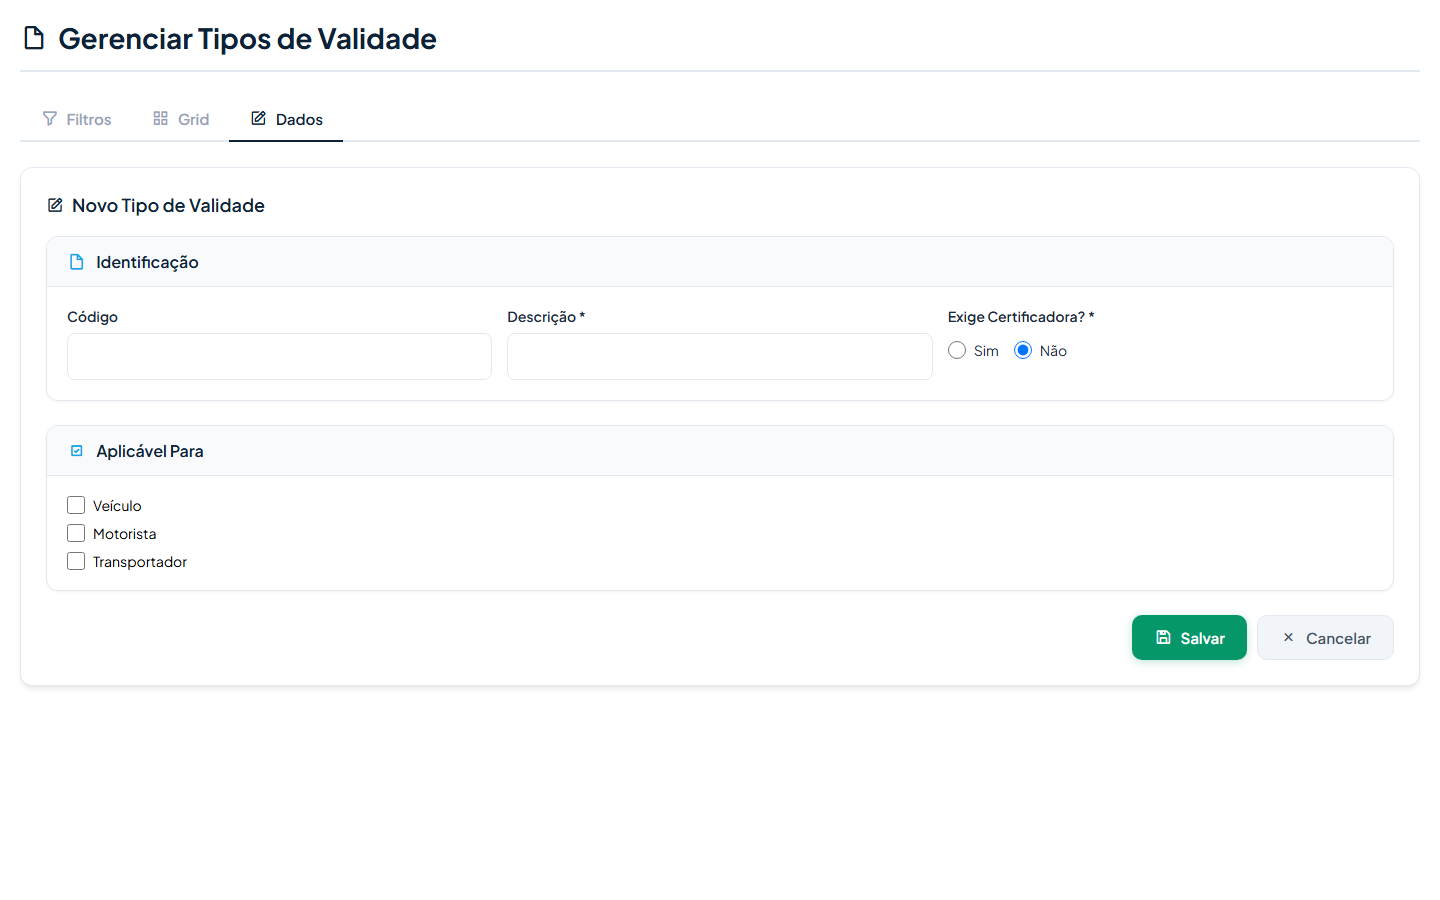 Gerenciar Tipos de Validade
Filtros Grid Dados
Novo Tipo de Validade
Identificação
Código Descrição * Exige Certificadora? *
Sim Não
Aplicável Para
Veículo
Motorista
Transportador
Salvar Cancelar